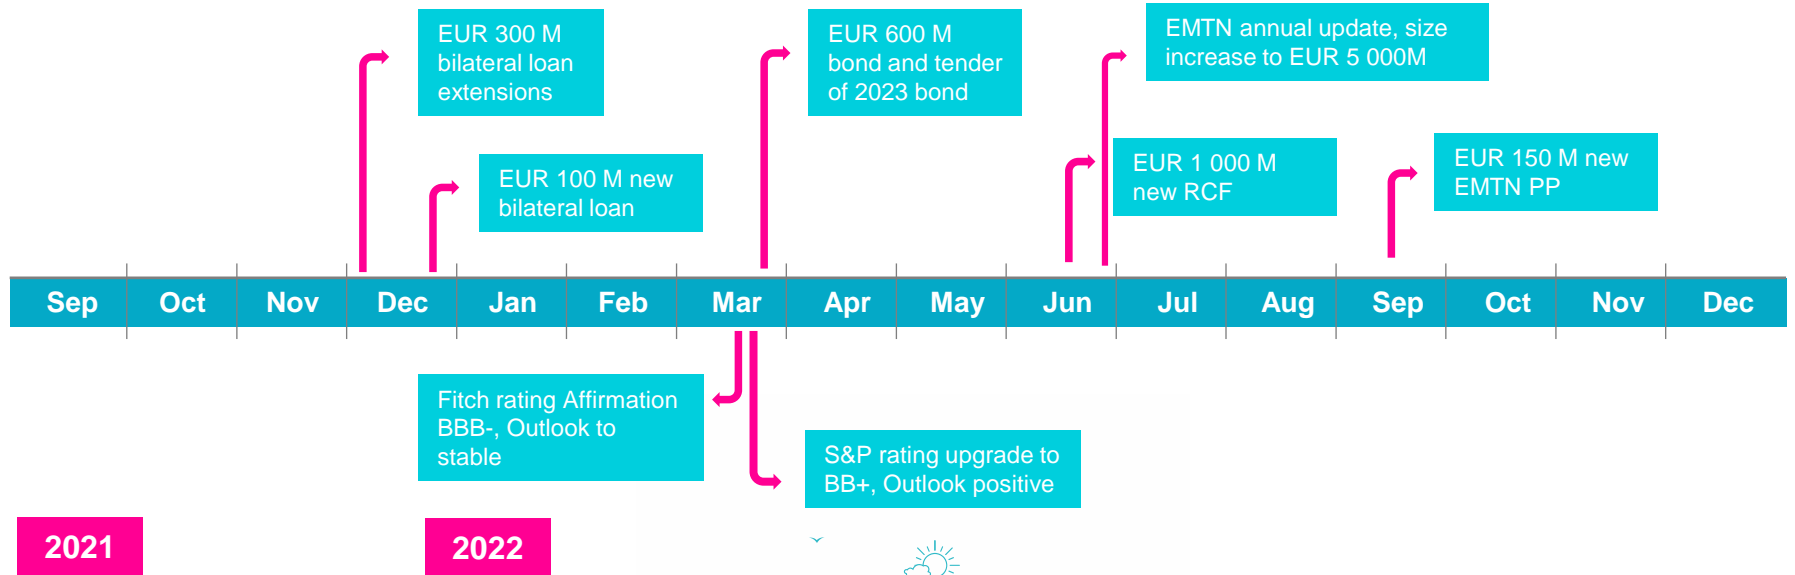 EUR 300 M
bilateral loan
extensions
EUR 600 M
bond and tender
of 2023 bond
EMTN annual update, size
increase to EUR 5 000M
EUR 100 M new
bilateral loan
EUR 1 000 M
new RCF
EUR 150 M new
EMTN PP
Sep Oct Nov Dec Jan Feb Mar Apr May Jun Jul Aug Sep Oct Nov Dec
Fitch rating Affirmation
BBB-, Outlook to
stable
S&P rating upgrade to
BB+, Outlook positive
2021
2022